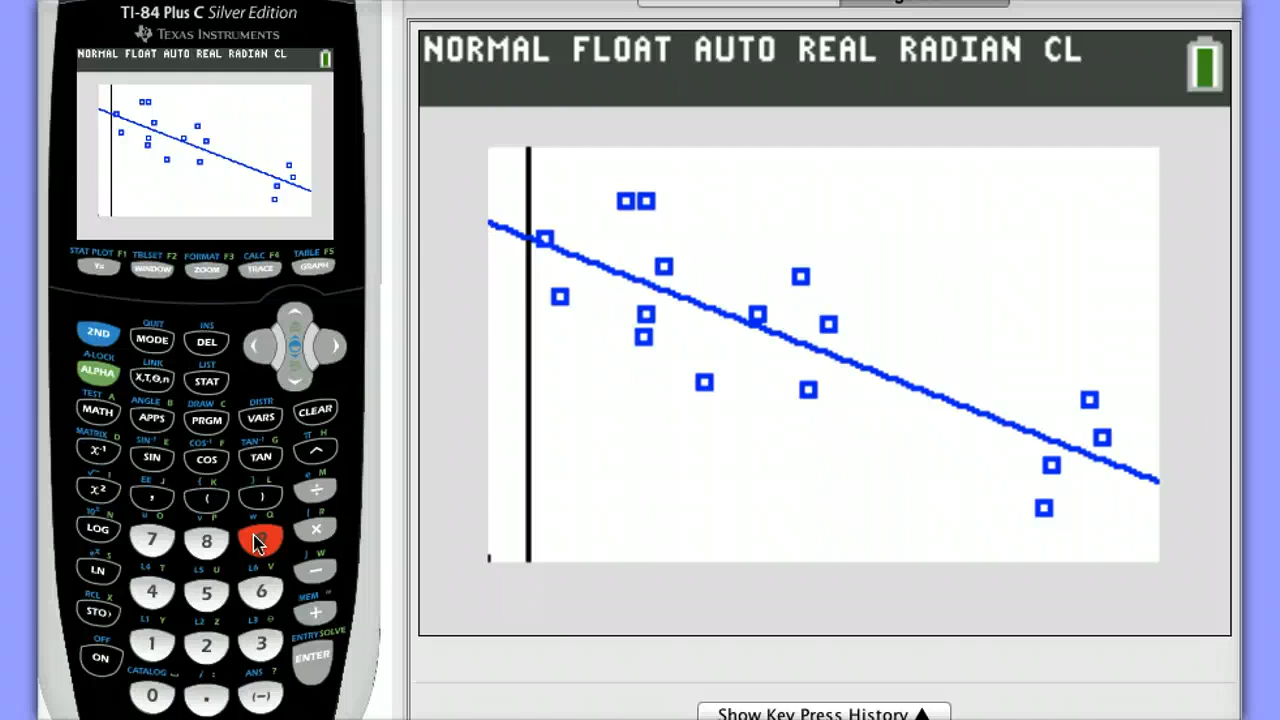 TI-84 Plus C Silver Edition
TEXAS INSTRUMENTS
NORMAL FLOAT AUTO REAL RADIAN CL
NORMAL FLOAT AUTO REAL RADIAN CL
STAT PLOT F1 TBLSET F2 FORMAT F3 CALC F4 TABLE F5
Y= WINDOW ZOOM TRACE GRAPH
QUIT INS
2ND MODE DEL
A-LOCK LINK LIST
ALPHA X,T,Θ,n STAT
TEST A ANGLE B DRAW C DISTR
MATH APPS PRGM VARS CLEAR
MATRIX D SIN⁻¹ E COS⁻¹ F TAN⁻¹ G π H
x⁻¹ SIN COS TAN ^
√ I EE J { K } L e M
x² , ( ) ÷
10ˣ N u O v P w Q [ R
LOG 7 8 ×
eˣ S L4 T L5 U L6 V ] W
LN 4 5 6 −
RCL X L1 Y L2 Z L3 θ MEM "
STO› 1 2 3 +
OFF ENTRY SOLVE
ON ENTER
CATALOG ⎵ i : ANS ?
0 . (−)
Show Key Press History ▲